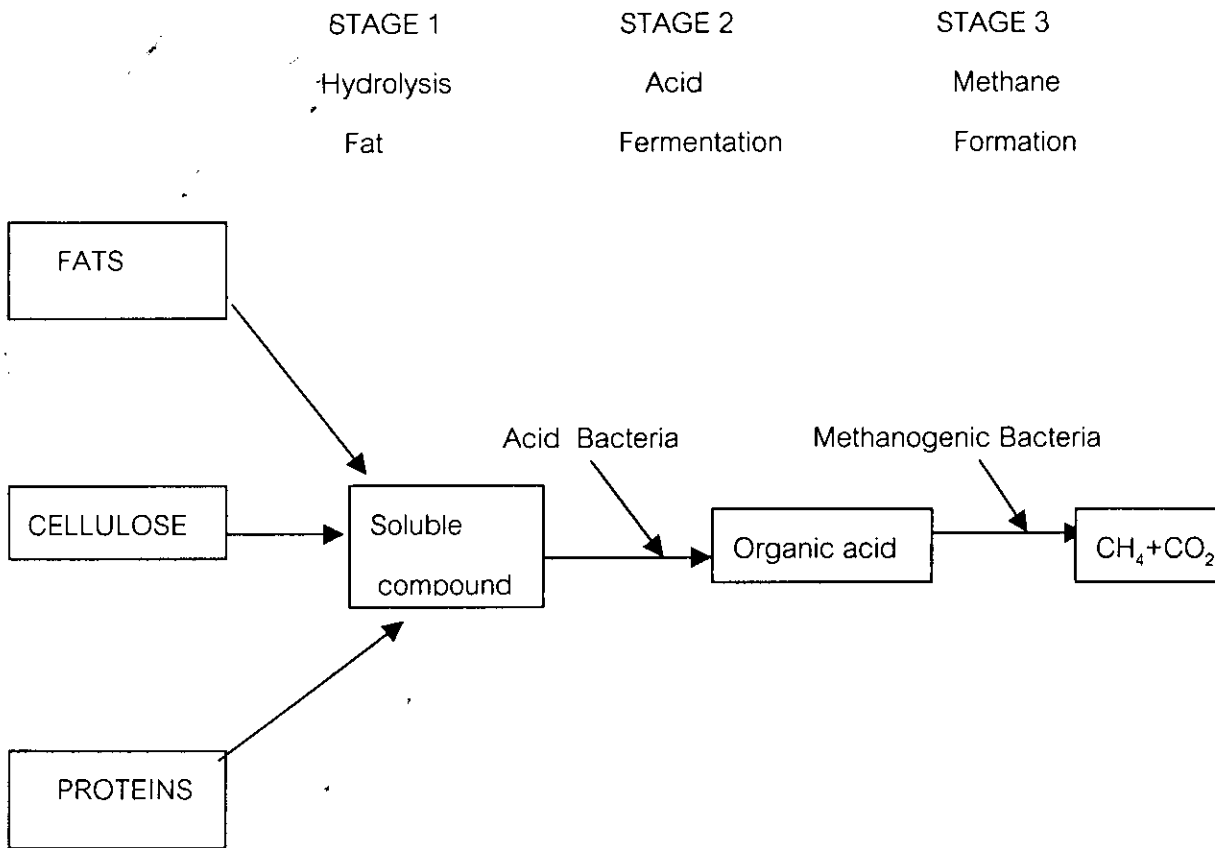 STAGE 1 STAGE 2 STAGE 3
Hydrolysis Acid Methane
Fat Fermentation Formation
FATS
Acid Bacteria Methanogenic Bacteria
CELLULOSE
Soluble
compound
Organic acid
CH₄+CO₂
PROTEINS